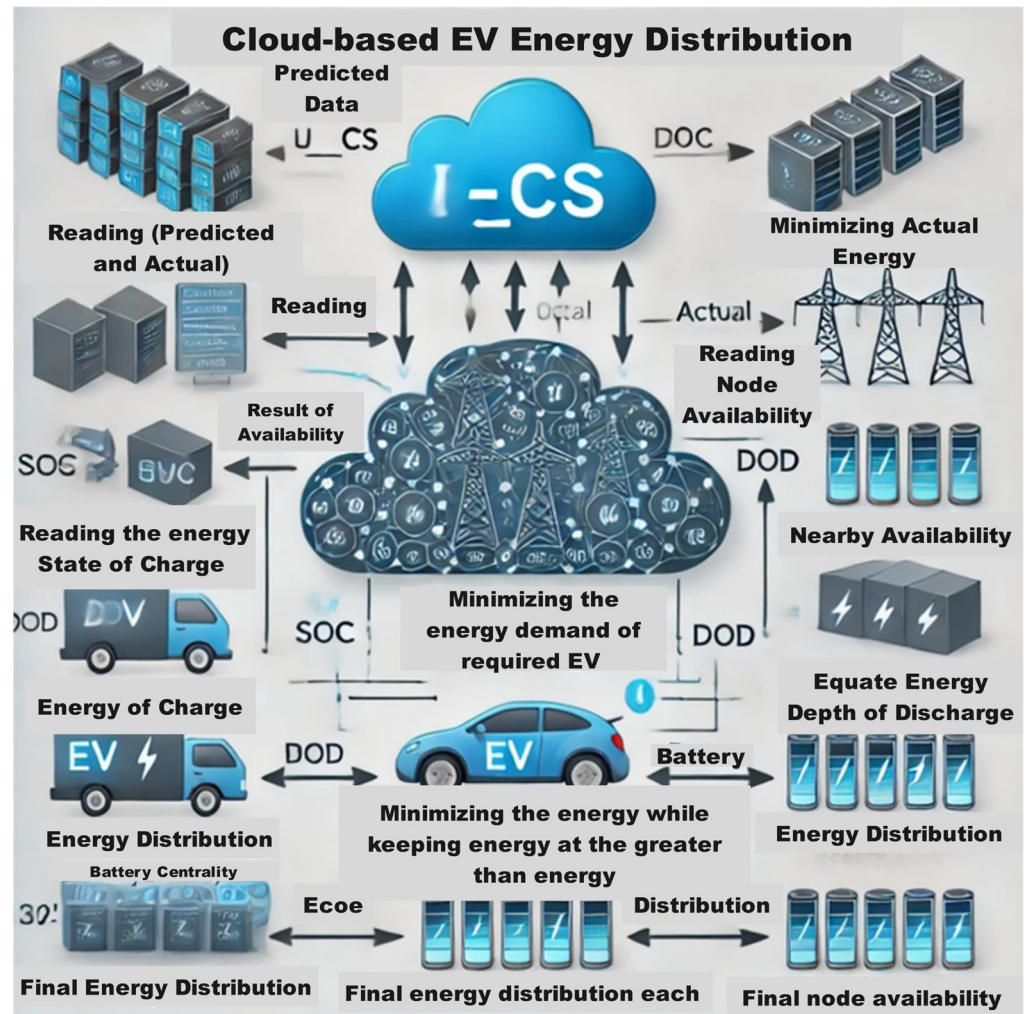 Cloud-based EV Energy Distribution
Predicted
Data
U_CS
DOC
-CS
Reading (Predicted
and Actual)
Minimizing Actual
Energy
Reading
Actual
Reading
Node
Availability
Result of
Availability
SOC
DOD
Reading the energy
State of Charge
Nearby Availability
Minimizing the
energy demand of
required EV
SOC
DOD
Energy of Charge
Equate Energy
Depth of Discharge
EV
DOD
EV
Battery
Energy Distribution
Minimizing the energy while
keeping energy at the greater
than energy
Energy Distribution
Battery Centrality
Ecoe
Distribution
Final Energy Distribution
Final energy distribution each
Final node availability